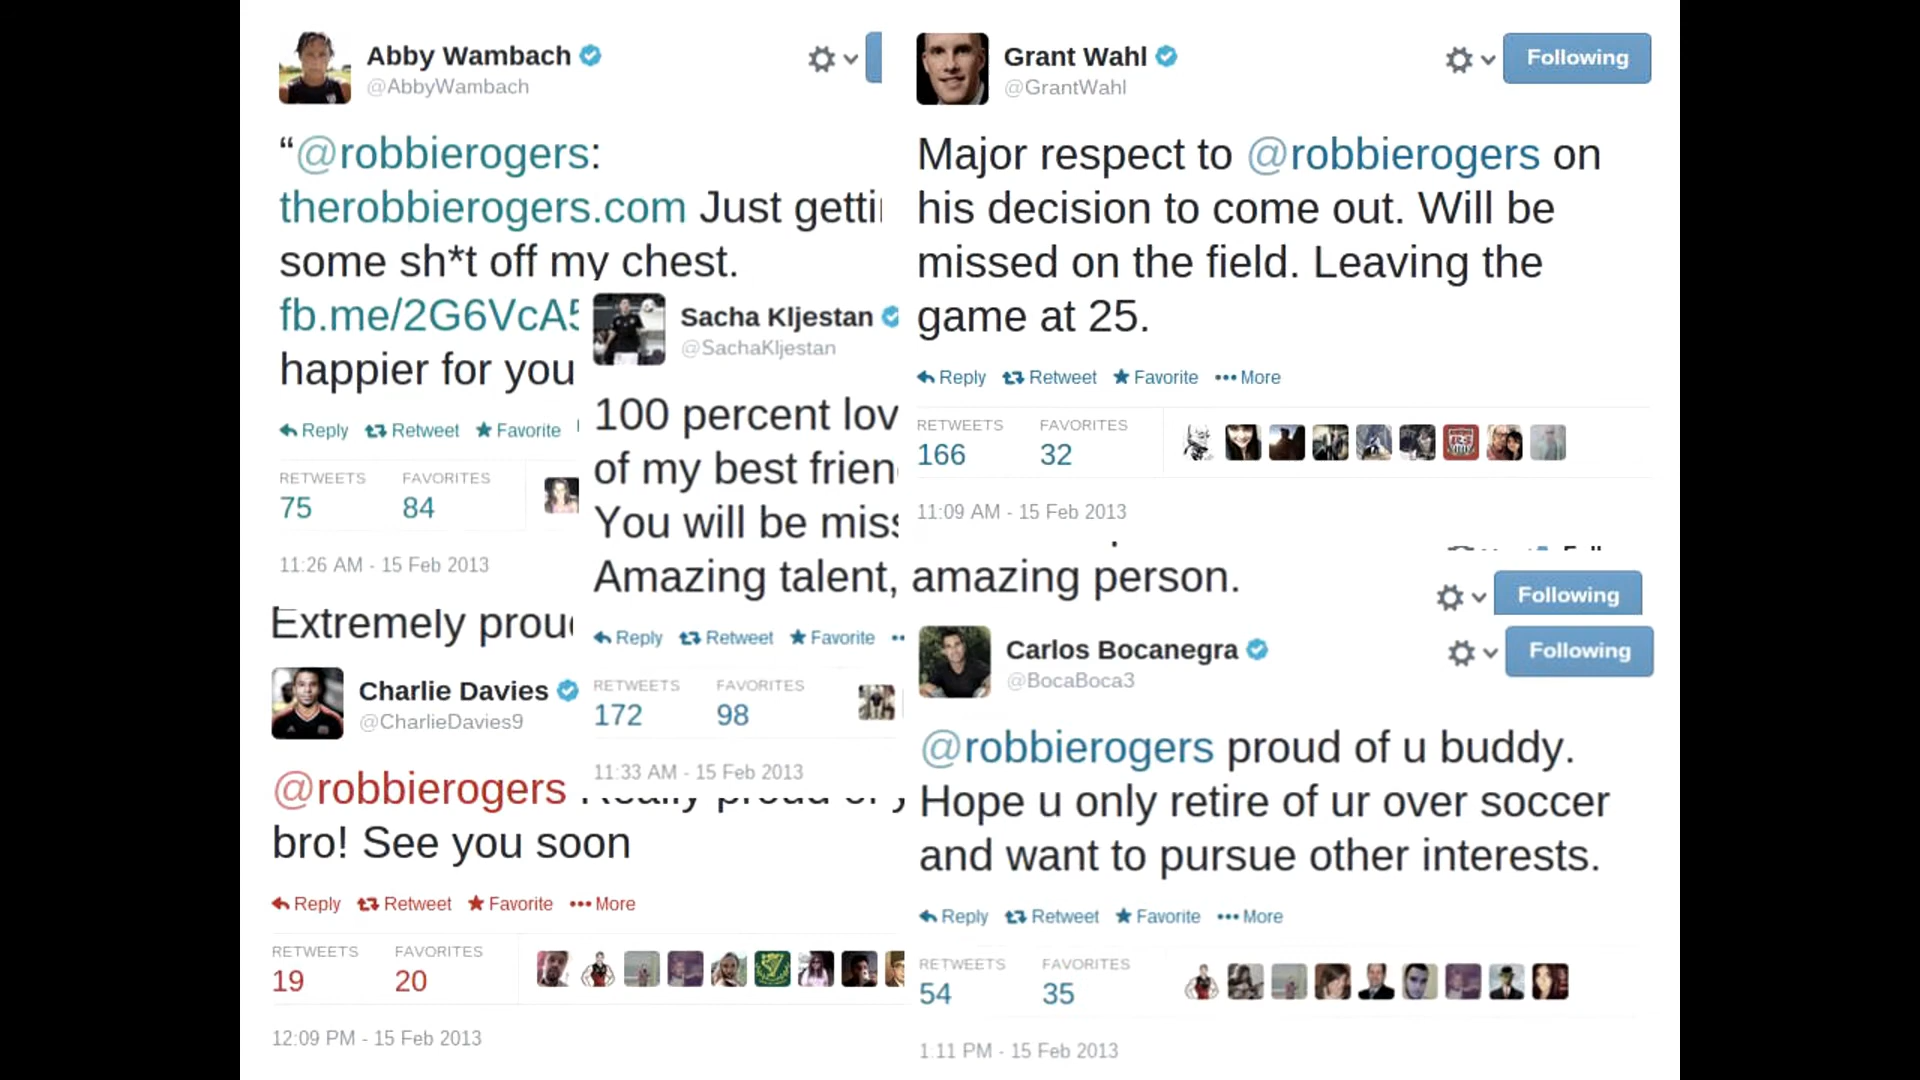 Abby Wambach
@AbbyWambach
“@robbierogers:
therobbierogers.com Just
some sh*t off my chest.
happier for you
Reply Retweet Favorite
RETWEETS FAVORITES
75 84
11:26 AM - 15 Feb 2013
Extremely
Charlie Davies
@CharlieDavies9
@robbierogers
bro! See you soon
Reply Retweet Favorite More
RETWEETS FAVORITES
19 20
12:09 PM - 15 Feb 2013
Sacha Kljestan
@SachaKljestan
100 percent
of my best
You will be
Amazing talent, amazing person.
Reply Retweet Favorite
RETWEETS FAVORITES
172 98
11:33 AM - 15 Feb 2013
Grant Wahl
@GrantWahl
Following
Major respect to @robbierogers on
his decision to come out. Will be
missed on the field. Leaving the
game at 25.
Reply Retweet Favorite More
RETWEETS FAVORITES
166 32
11:09 AM - 15 Feb 2013
Following
Carlos Bocanegra
@BocaBoca3
Following
@robbierogers proud of u buddy.
Hope u only retire of ur over soccer
and want to pursue other interests.
Reply Retweet Favorite More
RETWEETS FAVORITES
54 35
1:11 PM - 15 Feb 2013